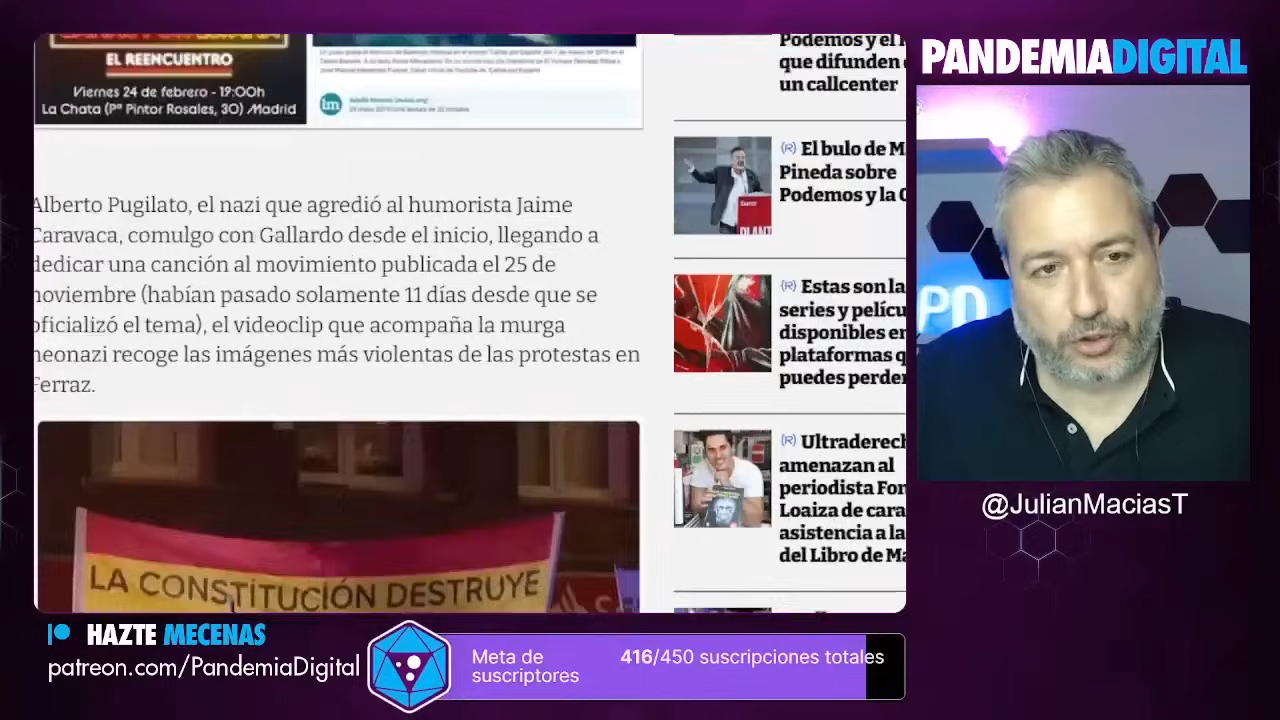 EL REENCUENTRO
Viernes 24 de febrero - 19:00h
La Chata (Pº Pintor Rosales, 30) Madrid
Alberto Pugilato, el nazi que agredió al humorista Jaime
Caravaca, comulgo con Gallardo desde el inicio, llegando a
dedicar una canción al movimiento publicada el 25 de
noviembre (habían pasado solamente 11 días desde que se
oficializó el tema), el videoclip que acompaña la murga
neonazi recoge las imágenes más violentas de las protestas en
Ferraz.
LA CONSTITUCIÓN DESTRUYE
Podemos y el
que difunden
un callcenter
(R) El bulo de M
Pineda sobre
Podemos y la
(R) Estas son la
series y pelícu
disponibles en
plataformas q
puedes perder
(R) Ultraderech
amenazan al
periodista Fon
Loaiza de cara
asistencia a la
del Libro de Ma
PANDEMIADIGITAL
PD
@JulianMaciasT
HAZTE MECENAS
patreon.com/PandemiaDigital
Meta de
suscriptores
416/450 suscripciones totales